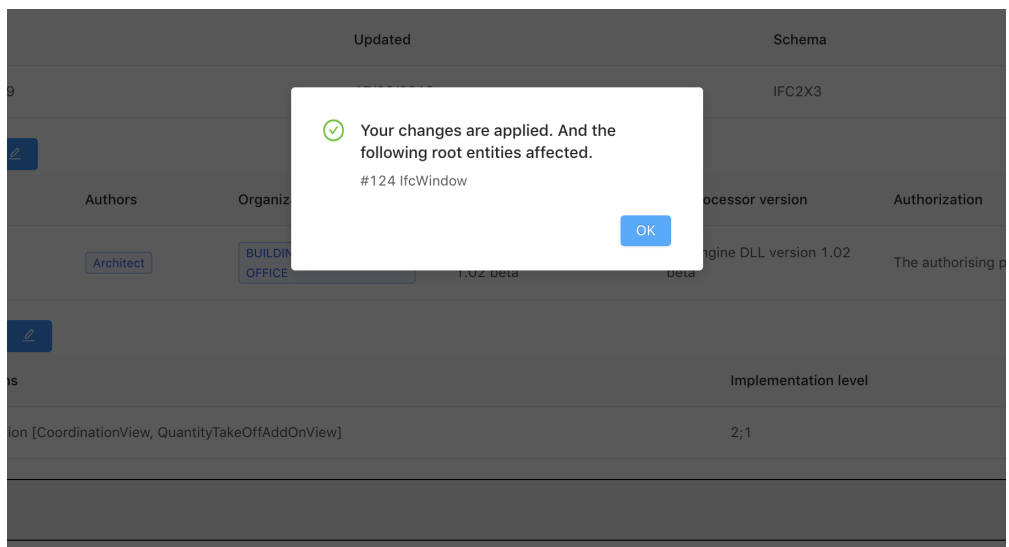 Updated Schema
9 IFC2X3
Your changes are applied. And the
following root entities affected.
#124 IfcWindow
OK
Authors Organiz ocessor version Authorization
Architect
BUILDIN
OFFICE
1.02 beta
ngine DLL version 1.02
beta
The authorising p
ns Implementation level
ion [CoordinationView, QuantityTakeOffAddOnView] 2;1